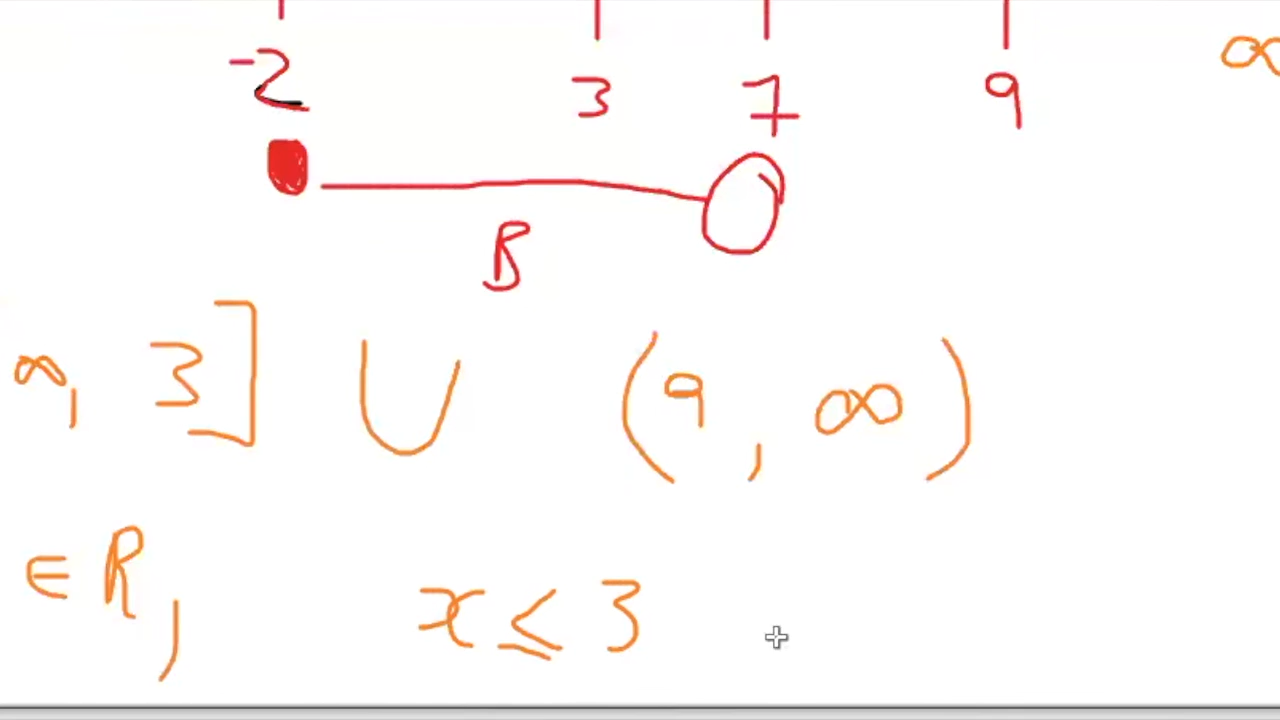 -2 3 7 9 ∞
B
∞, 3] ∪ (9, ∞)
∈ R, x ≤ 3